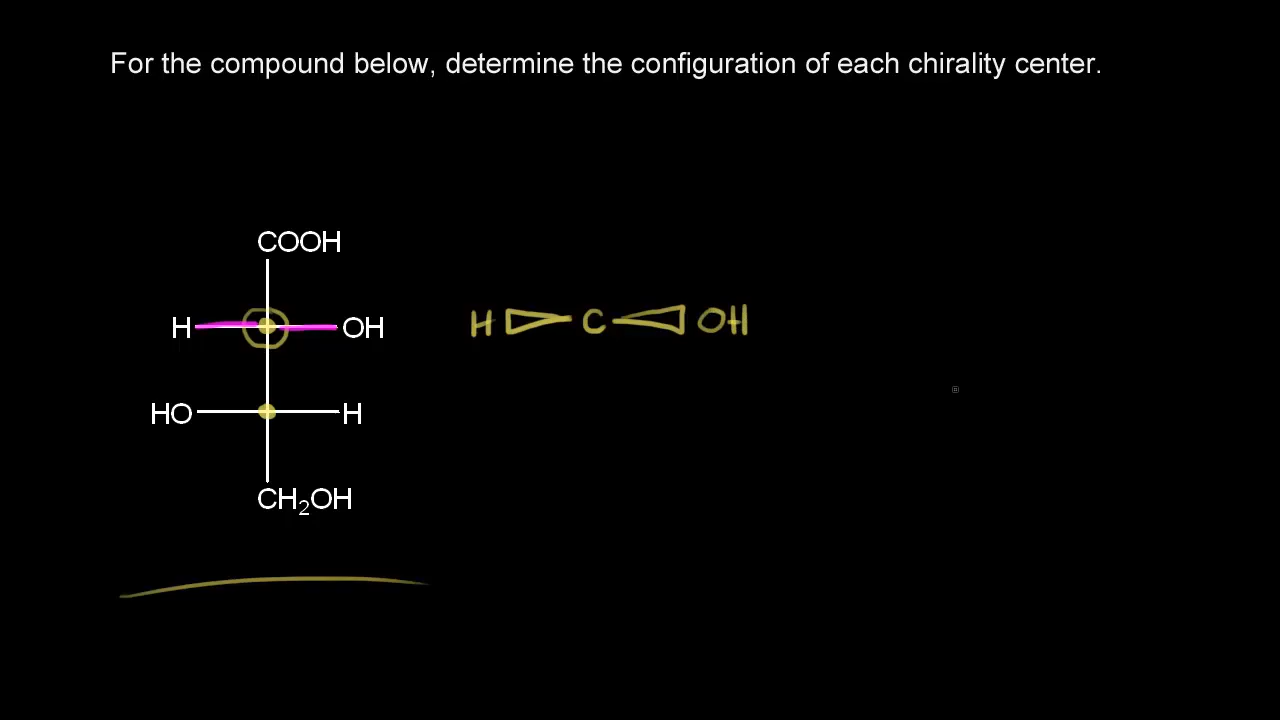 For the compound below, determine the configuration of each chirality center.
COOH
H OH H C OH
HO H
CH₂OH